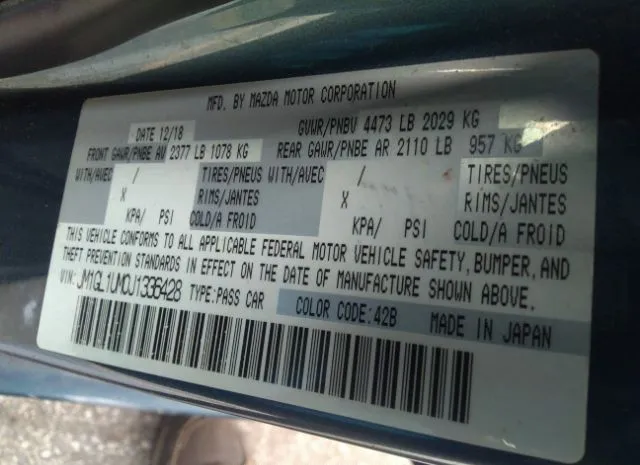 MFD. BY MAZDA MOTOR CORPORATION
DATE 12/18 GVWR/PNBV 4473 LB 2029 KG
FRONT GAWR/PNBE AV 2377 LB 1078 KG REAR GAWR/PNBE AR 2110 LB 957 KG
WITH/AVEC / TIRES/PNEUS WITH/AVEC / TIRES/PNEUS
X RIMS/JANTES X RIMS/JANTES
KPA/ PSI COLD/A FROID KPA/ PSI COLD/A FROID
THIS VEHICLE CONFORMS TO ALL APPLICABLE FEDERAL MOTOR VEHICLE SAFETY, BUMPER, AND
THEFT PREVENTION STANDARDS IN EFFECT ON THE DATE OF MANUFACTURE SHOWN ABOVE.
VIN: JM1GL1UM0J1336428 TYPE: PASS CAR COLOR CODE: 42B MADE IN JAPAN